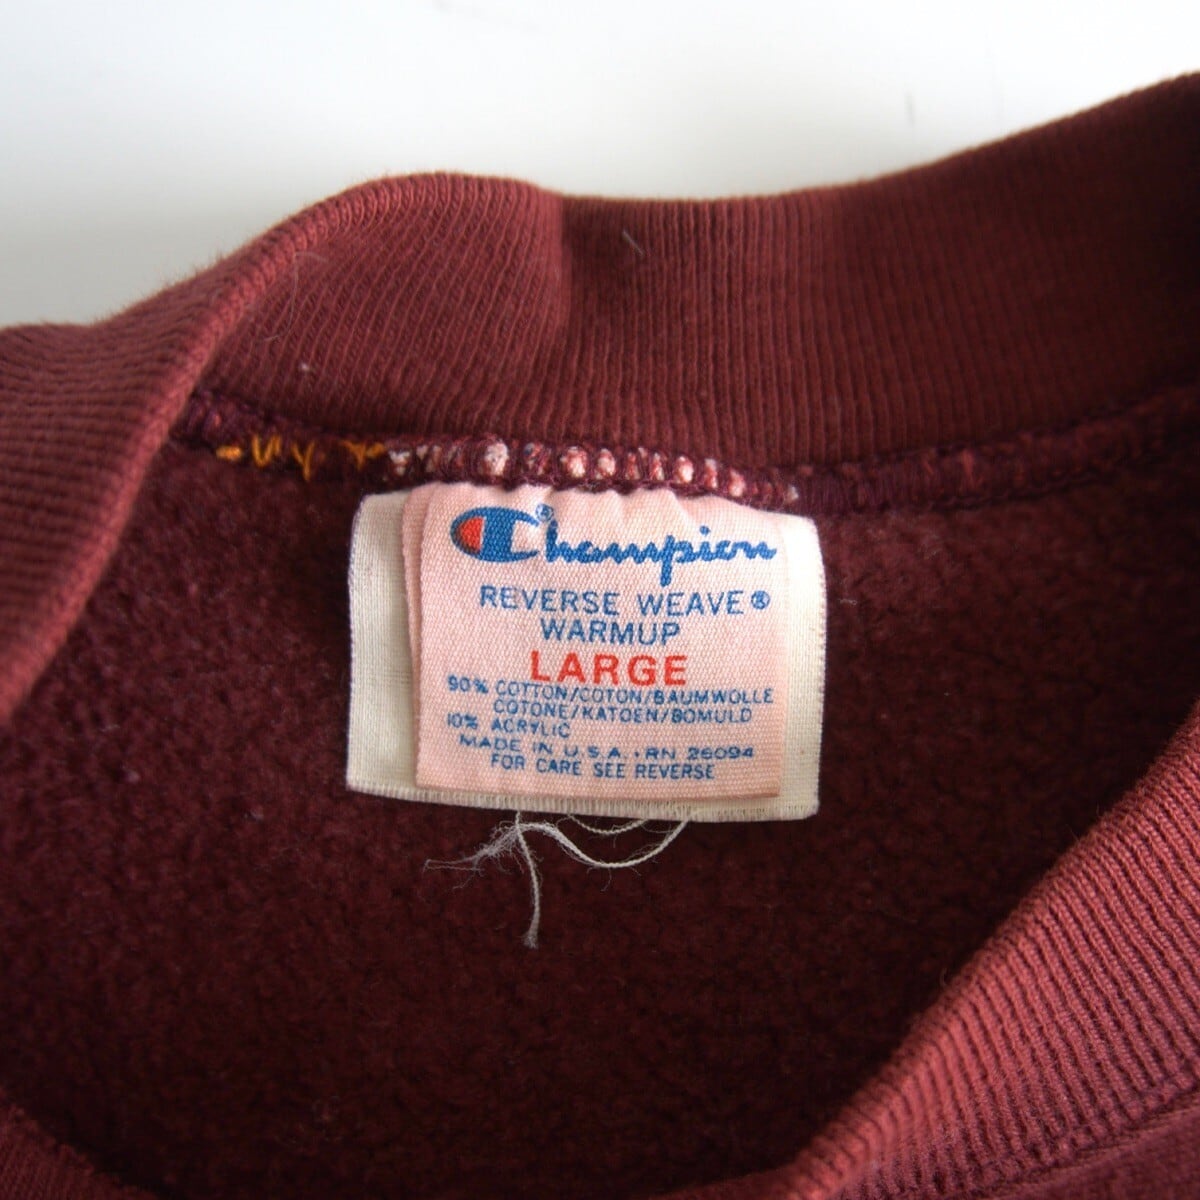 Champion®
REVERSE WEAVE®
WARMUP
LARGE
90% COTTON/COTON/BAUMWOLLE
COTONE/KATOEN/BOMULD
10% ACRYLIC
MADE IN U.S.A. · RN 26094
FOR CARE SEE REVERSE